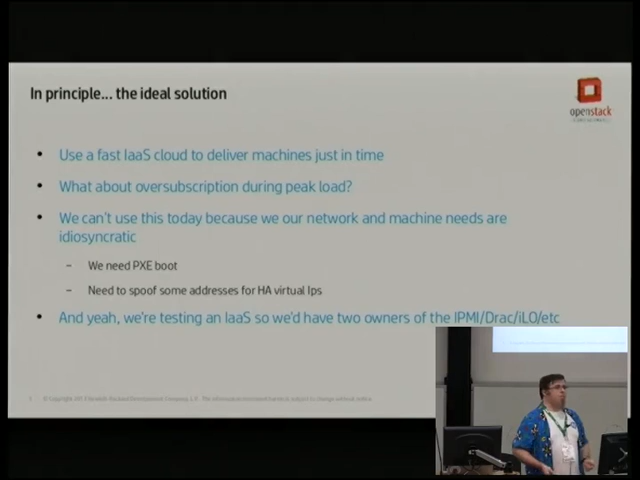 In principle... the ideal solution
openstack
• Use a fast IaaS cloud to deliver machines just in time
• What about oversubscription during peak load?
• We can't use this today because we our network and machine needs are
idiosyncratic
– We need PXE boot
– Need to spoof some addresses for HA virtual Ips
• And yeah, we're testing an IaaS so we'd have two owners of the IPMI/Drac/iLO/etc